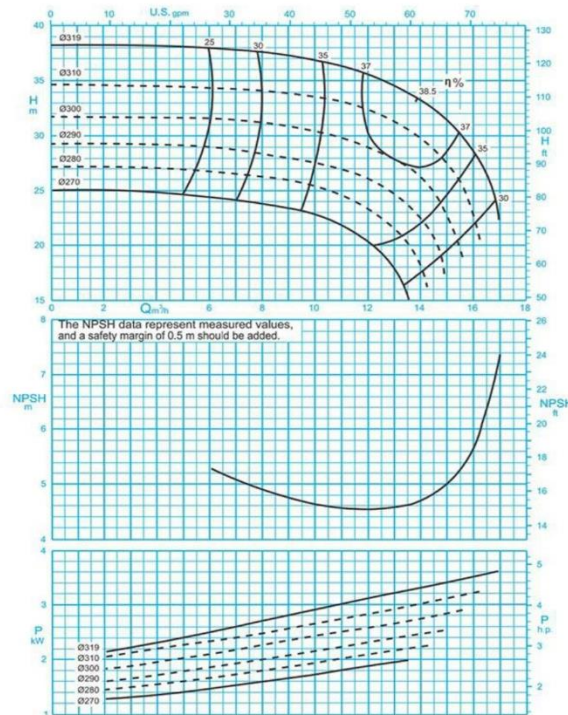 U.S. gpm
0 10 20 30 40 50 60 70
40 35 30 25 20 15
H m
130 120 110 100 90 80 70 60 50
H ft
Ø319
Ø310
Ø300
Ø290
Ø280
Ø270
25 30 35 37 η%
38.5
37
35
30
0 2 Q m³/h 6 8 10 12 14 16 18
The NPSH data represent measured values,
and a safety margin of 0.5 m should be added.
8 7 6 5 4
NPSH m
26 24 22 20 18 16 14
NPSH ft
4 3 2 1
P kW
5 4 3 2
P h.p.
Ø319
Ø310
Ø300
Ø290
Ø280
Ø270